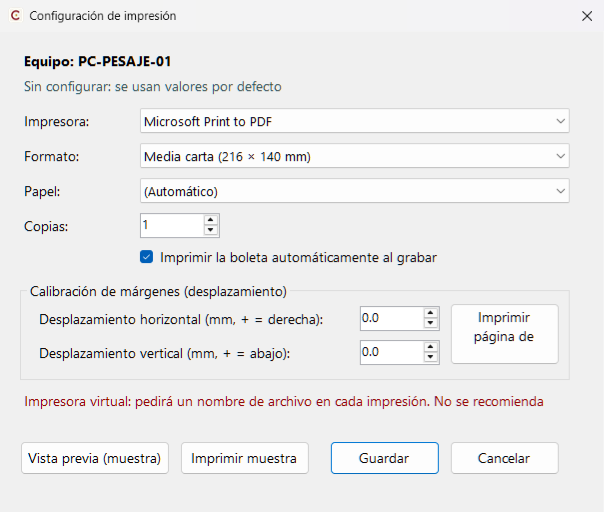 Configuración de impresión
Equipo: PC-PESAJE-01
Sin configurar: se usan valores por defecto
Impresora: Microsoft Print to PDF
Formato: Media carta (216 × 140 mm)
Papel: (Automático)
Copias: 1
Imprimir la boleta automáticamente al grabar
Calibración de márgenes (desplazamiento)
Desplazamiento horizontal (mm, + = derecha): 0.0
Desplazamiento vertical (mm, + = abajo): 0.0
Imprimir
página de
Impresora virtual: pedirá un nombre de archivo en cada impresión. No se recomienda
Vista previa (muestra) Imprimir muestra Guardar Cancelar